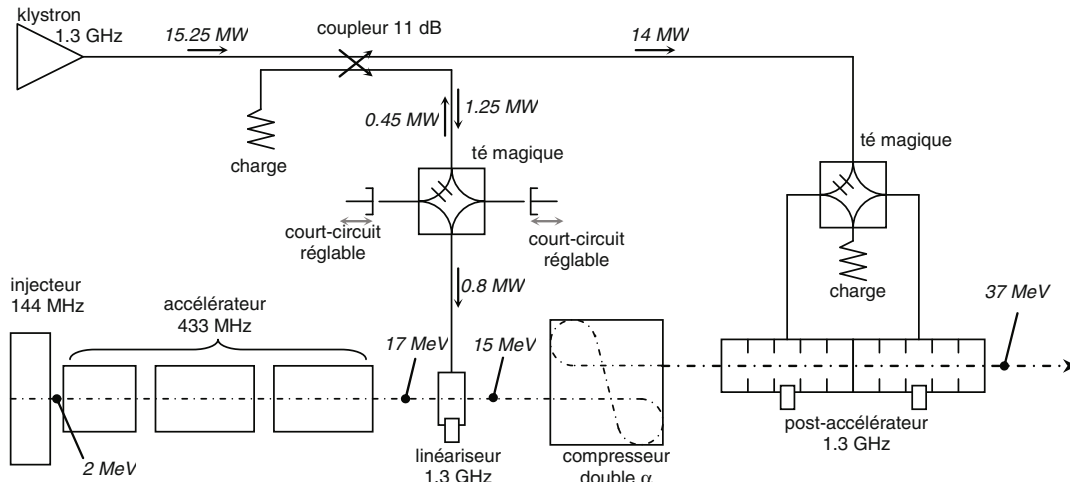 klystron
1.3 GHz
15.25 MW
coupleur 11 dB
14 MW
0.45 MW
1.25 MW
charge
té magique
té magique
court-circuit
réglable
court-circuit
réglable
charge
injecteur
144 MHz
accélérateur
433 MHz
0.8 MW
17 MeV
15 MeV
37 MeV
2 MeV
linéariseur
1.3 GHz
compresseur
double α
post-accélérateur
1.3 GHz